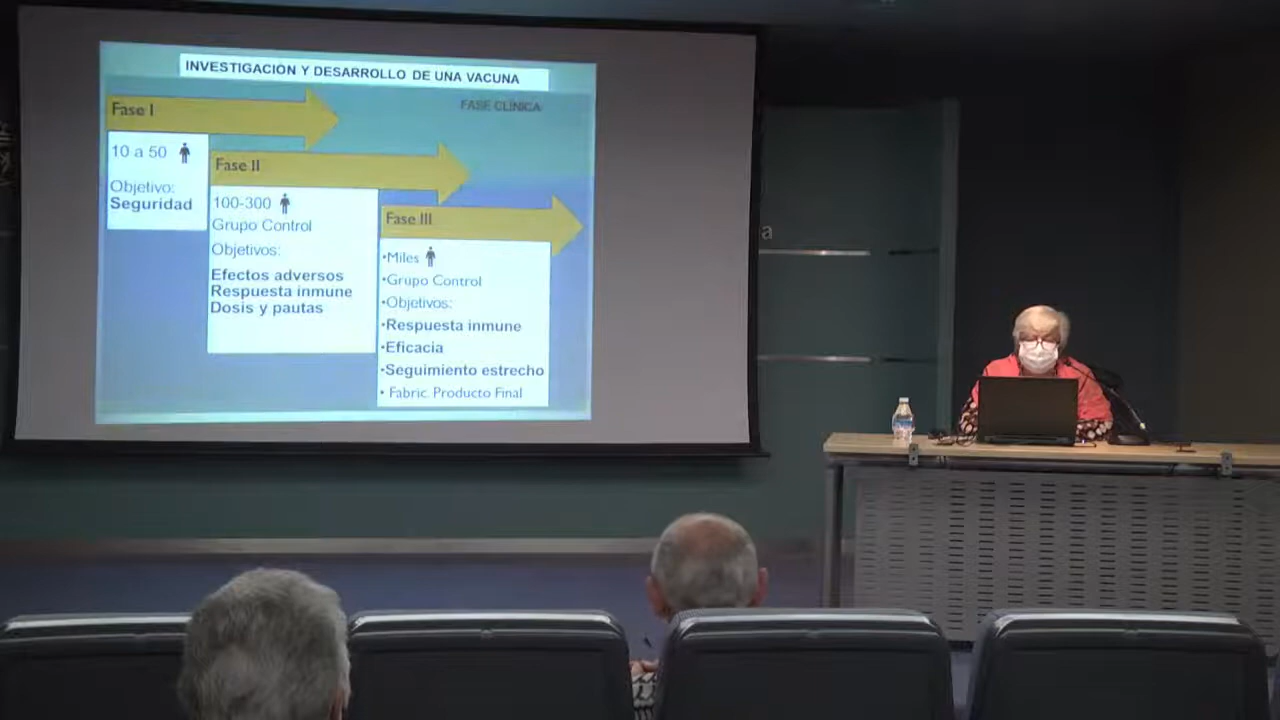 INVESTIGACION Y DESARROLLO DE UNA VACUNA
FASE CLÍNICA
Fase I
10 a 50
Objetivo:
Seguridad
Fase II
100-300
Grupo Control
Objetivos:
Efectos adversos
Respuesta inmune
Dosis y pautas
Fase III
•Miles
•Grupo Control
•Objetivos:
•Respuesta inmune
•Eficacia
•Seguimiento estrecho
• Fabric. Producto Final
a